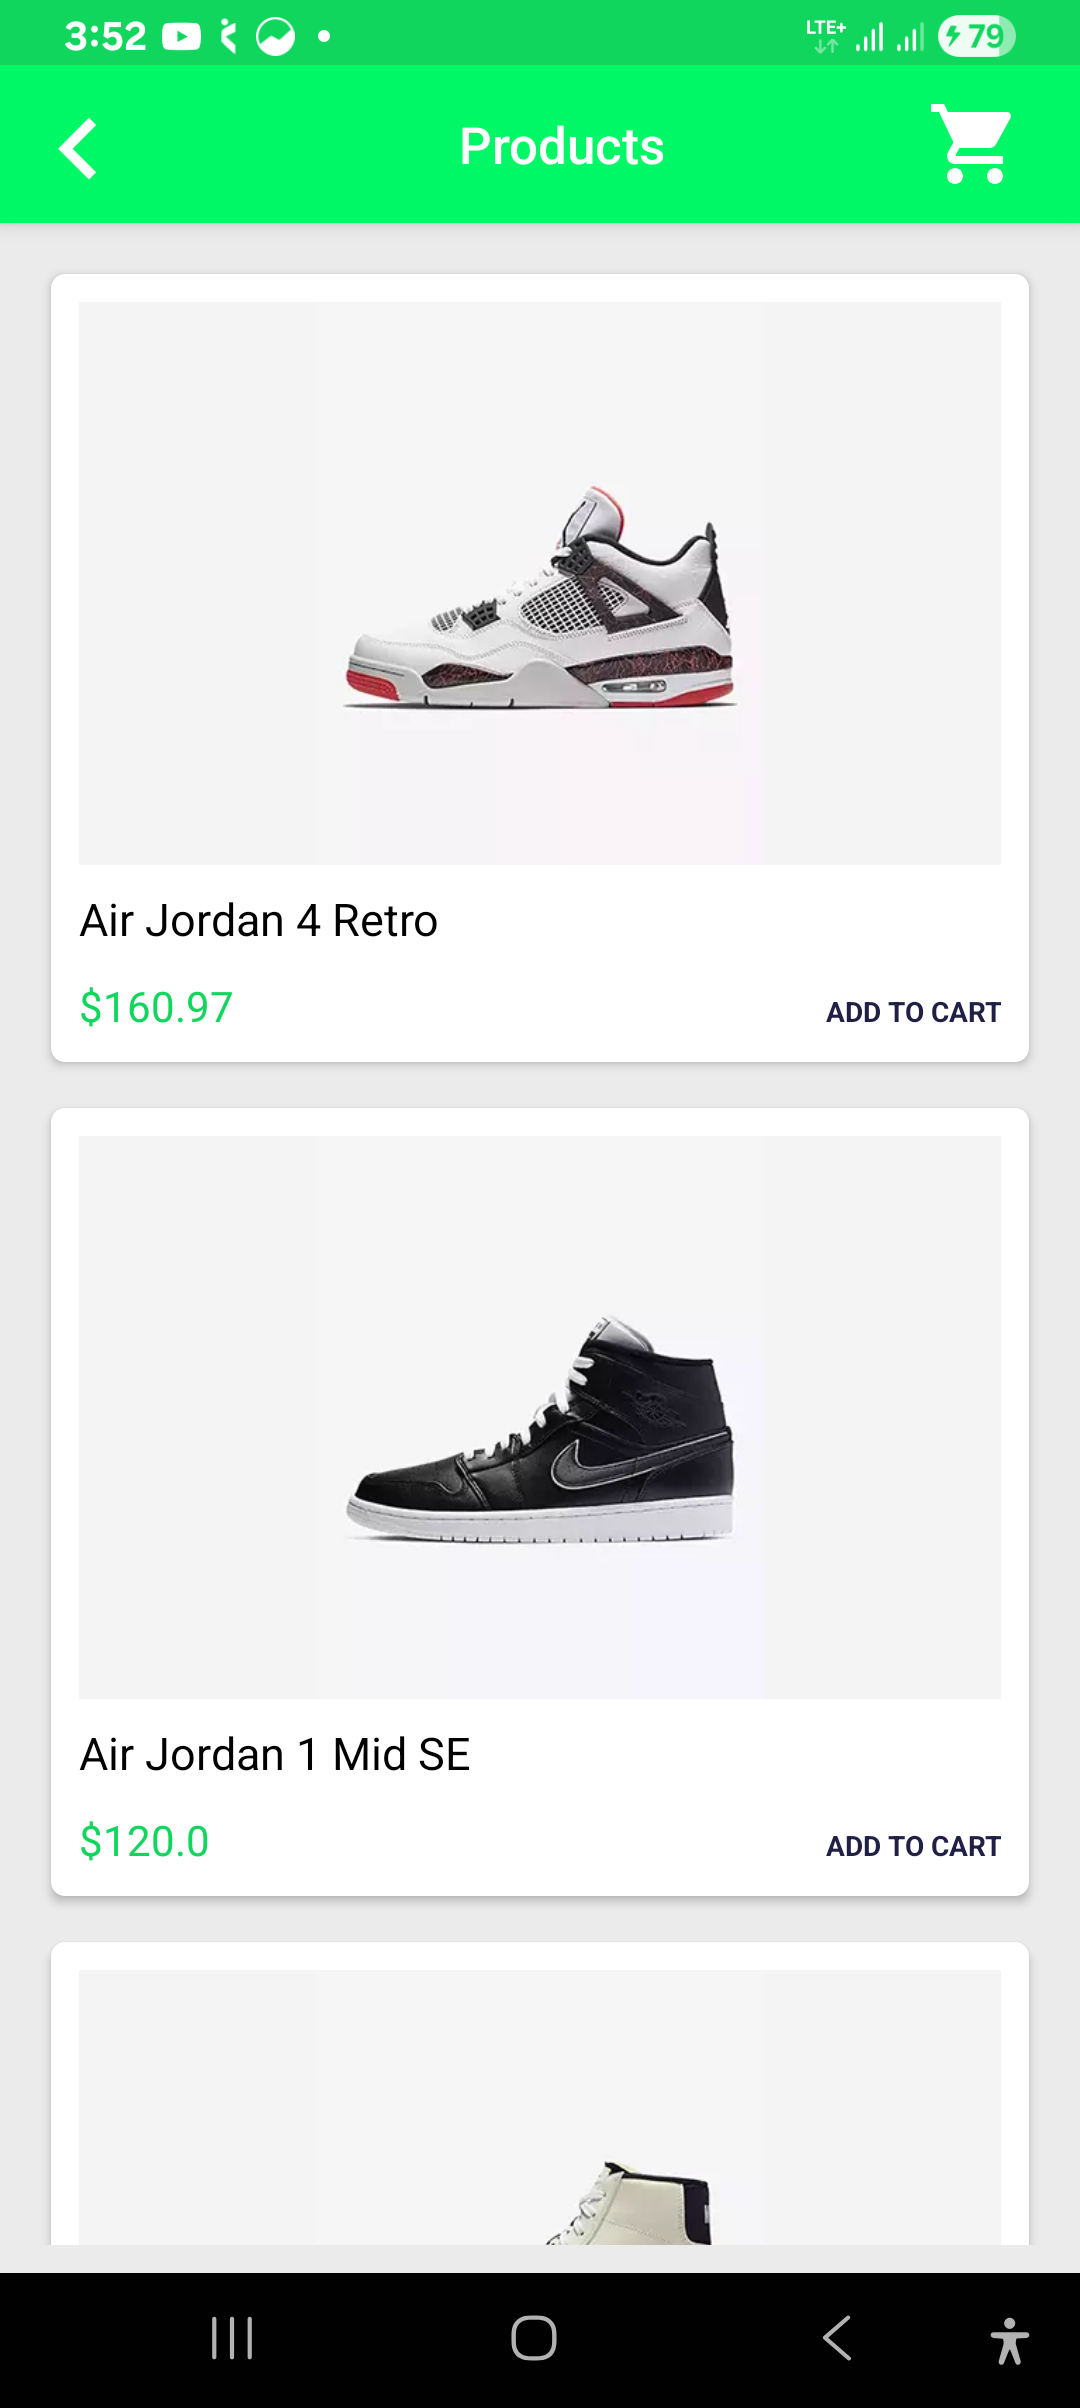 3:52
LTE+
79
Products
Air Jordan 4 Retro
$160.97
ADD TO CART
Air Jordan 1 Mid SE
$120.0
ADD TO CART